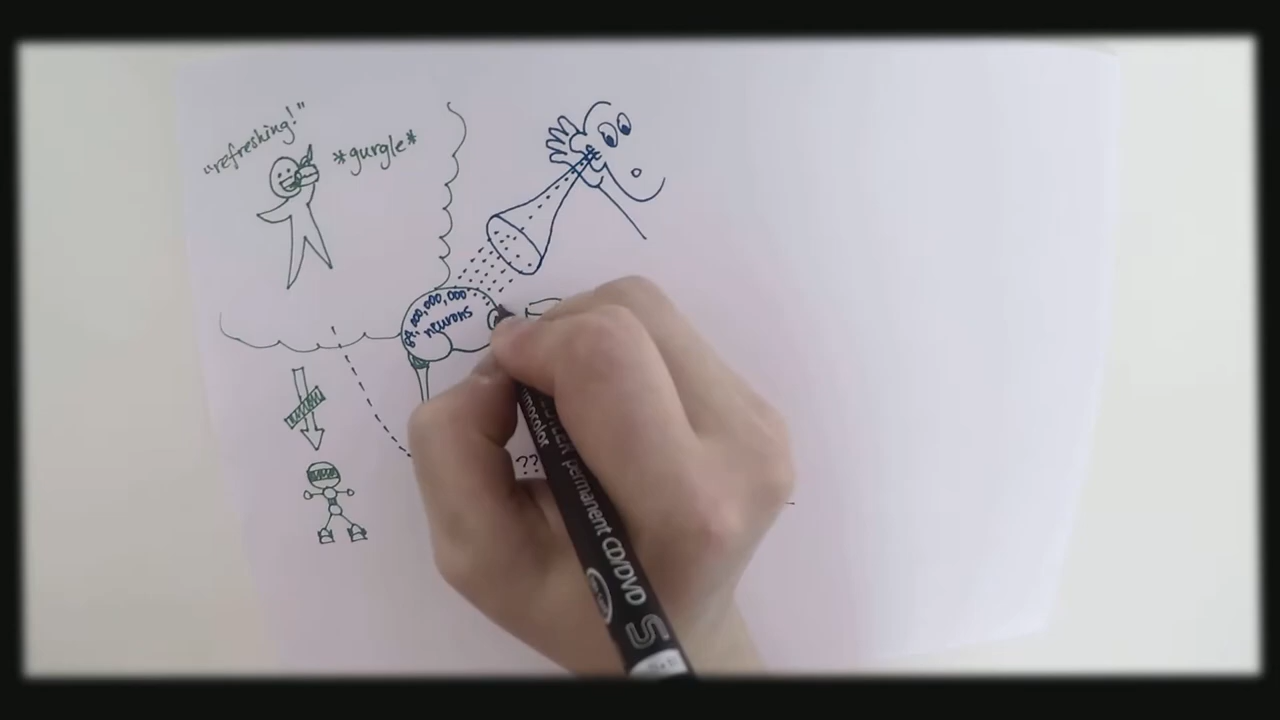 "refreshing!"
*gurgle*
86,000,000,000
neurons
??
permanent CD/DVD
S